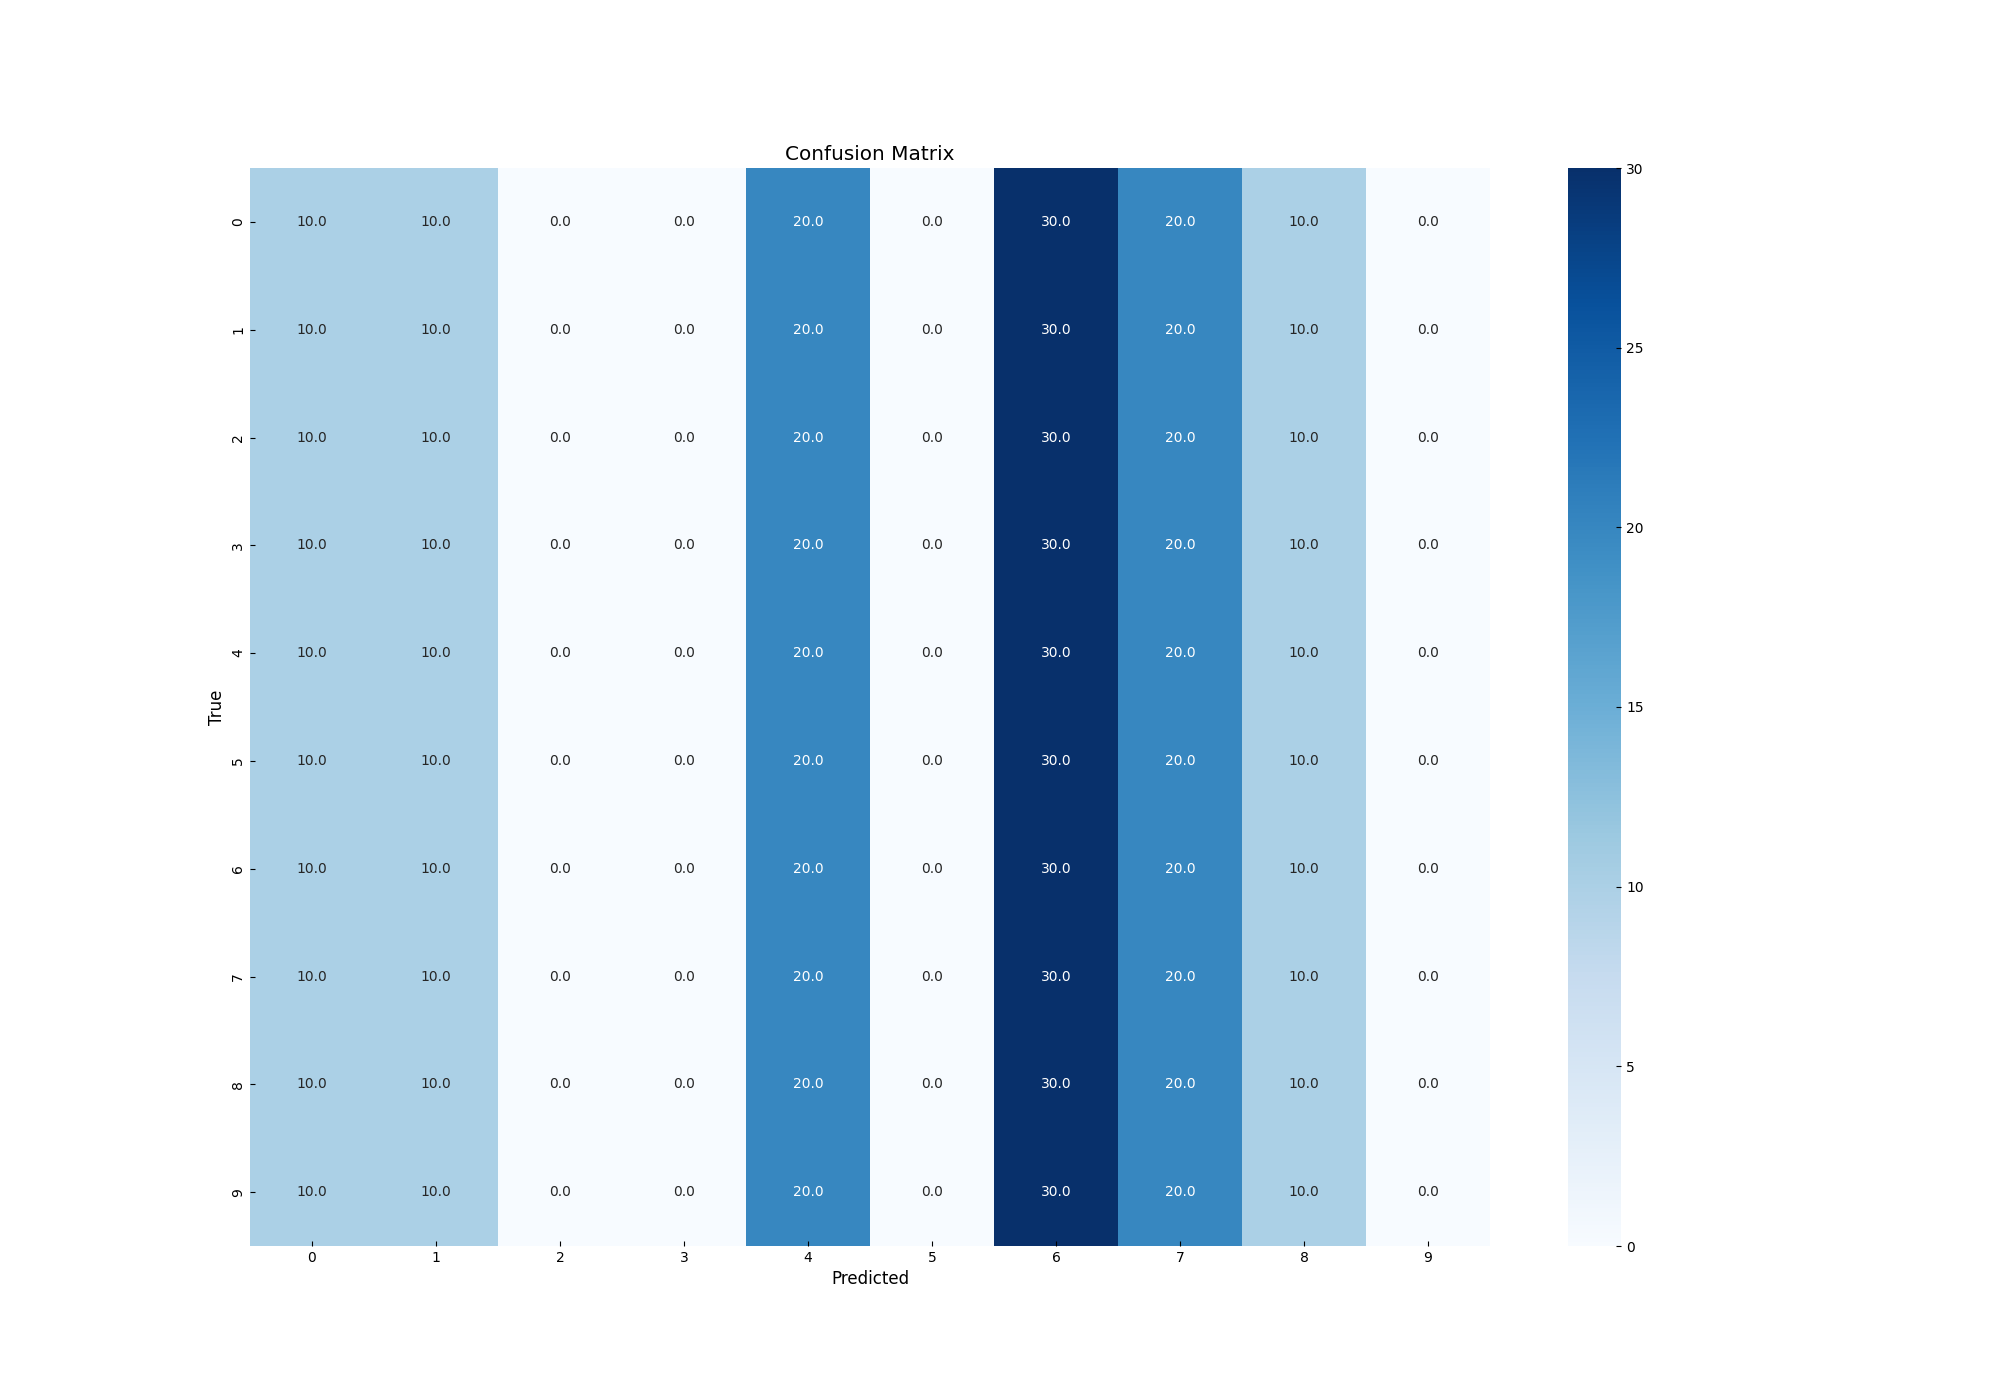 Confusion Matrix
0 10.0 10.0 0.0 0.0 20.0 0.0 30.0 20.0 10.0 0.0
1 10.0 10.0 0.0 0.0 20.0 0.0 30.0 20.0 10.0 0.0
2 10.0 10.0 0.0 0.0 20.0 0.0 30.0 20.0 10.0 0.0
3 10.0 10.0 0.0 0.0 20.0 0.0 30.0 20.0 10.0 0.0
4 10.0 10.0 0.0 0.0 20.0 0.0 30.0 20.0 10.0 0.0
True
5 10.0 10.0 0.0 0.0 20.0 0.0 30.0 20.0 10.0 0.0
6 10.0 10.0 0.0 0.0 20.0 0.0 30.0 20.0 10.0 0.0
7 10.0 10.0 0.0 0.0 20.0 0.0 30.0 20.0 10.0 0.0
8 10.0 10.0 0.0 0.0 20.0 0.0 30.0 20.0 10.0 0.0
9 10.0 10.0 0.0 0.0 20.0 0.0 30.0 20.0 10.0 0.0
0 1 2 3 4 5 6 7 8 9
Predicted
30
25
20
15
10
5
0